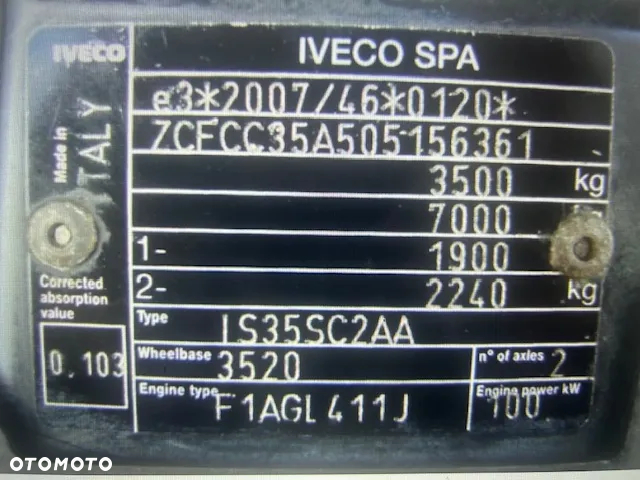 IVECO
IVECO SPA
e3*2007/46*0120*
ZCFCC35A505156361
Made in
ITALY
3500 kg
7000
1- 1900
2- 2240 kg
Corrected
absorption
value
0.103
Type IS35SC2AA
Wheelbase 3520
n° of axles 2
Engine type F1AGL411J
Engine power kW
100
OTOMOTO